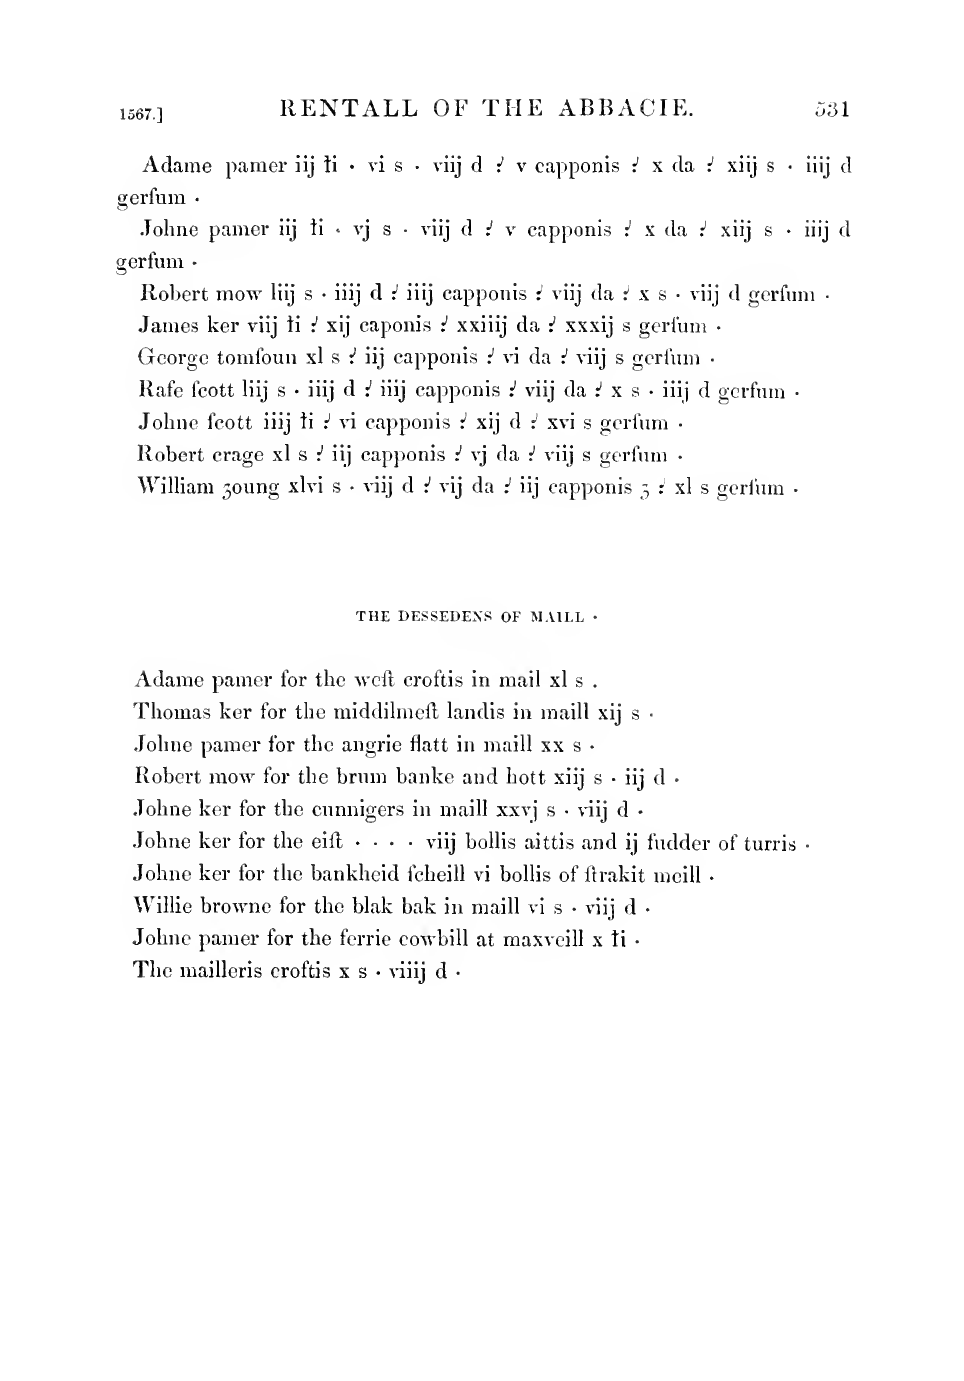 1567.] RENTALL OF THE ABBACIE. 531
Adame pamer iij łi · vi s · viij d ⁏ v capponis ⁏ x da ⁏ xiij s · iiij d
gerſum ·
Johne pamer iij łi · vj s · viij d ⁏ v capponis ⁏ x da ⁏ xiij s · iiij d
gerſum ·
Robert mow liij s · iiij d ⁏ iiij capponis ⁏ viij da ⁏ x s · viij d gerſum ·
James ker viij łi ⁏ xij caponis ⁏ xxiiij da ⁏ xxxij s gerſum ·
George tomſoun xl s ⁏ iij capponis ⁏ vi da ⁏ viij s gerſum ·
Rafe ſcott liij s · iiij d ⁏ iiij capponis ⁏ viij da ⁏ x s · iiij d gerſum ·
Johne ſcott iiij łi ⁏ vi capponis ⁏ xij d ⁏ xvi s gerſum ·
Robert crage xl s ⁏ iij capponis ⁏ vj da ⁏ viij s gerſum ·
William ȝoung xlvi s · viij d ⁏ vij da ⁏ iij capponis ȝ ⁏ xl s gerſum ·
THE DESSEDENS OF MAILL ·
Adame pamer for the weſt croftis in mail xl s .
Thomas ker for the middilmeſt landis in maill xij s ·
Johne pamer for the angrie flatt in maill xx s ·
Robert mow for the brum banke and hott xiij s · iij d ·
Johne ker for the cunnigers in maill xxvj s · viij d ·
Johne ker for the eiſt · · · · viij bollis aittis and ij fudder of turris ·
Johne ker for the bankheid ſcheill vi bollis of ſtrakit meill ·
Willie browne for the blak bak in maill vi s · viij d ·
Johne pamer for the ferrie cowbill at maxveill x łi ·
The mailleris croftis x s · viiij d ·